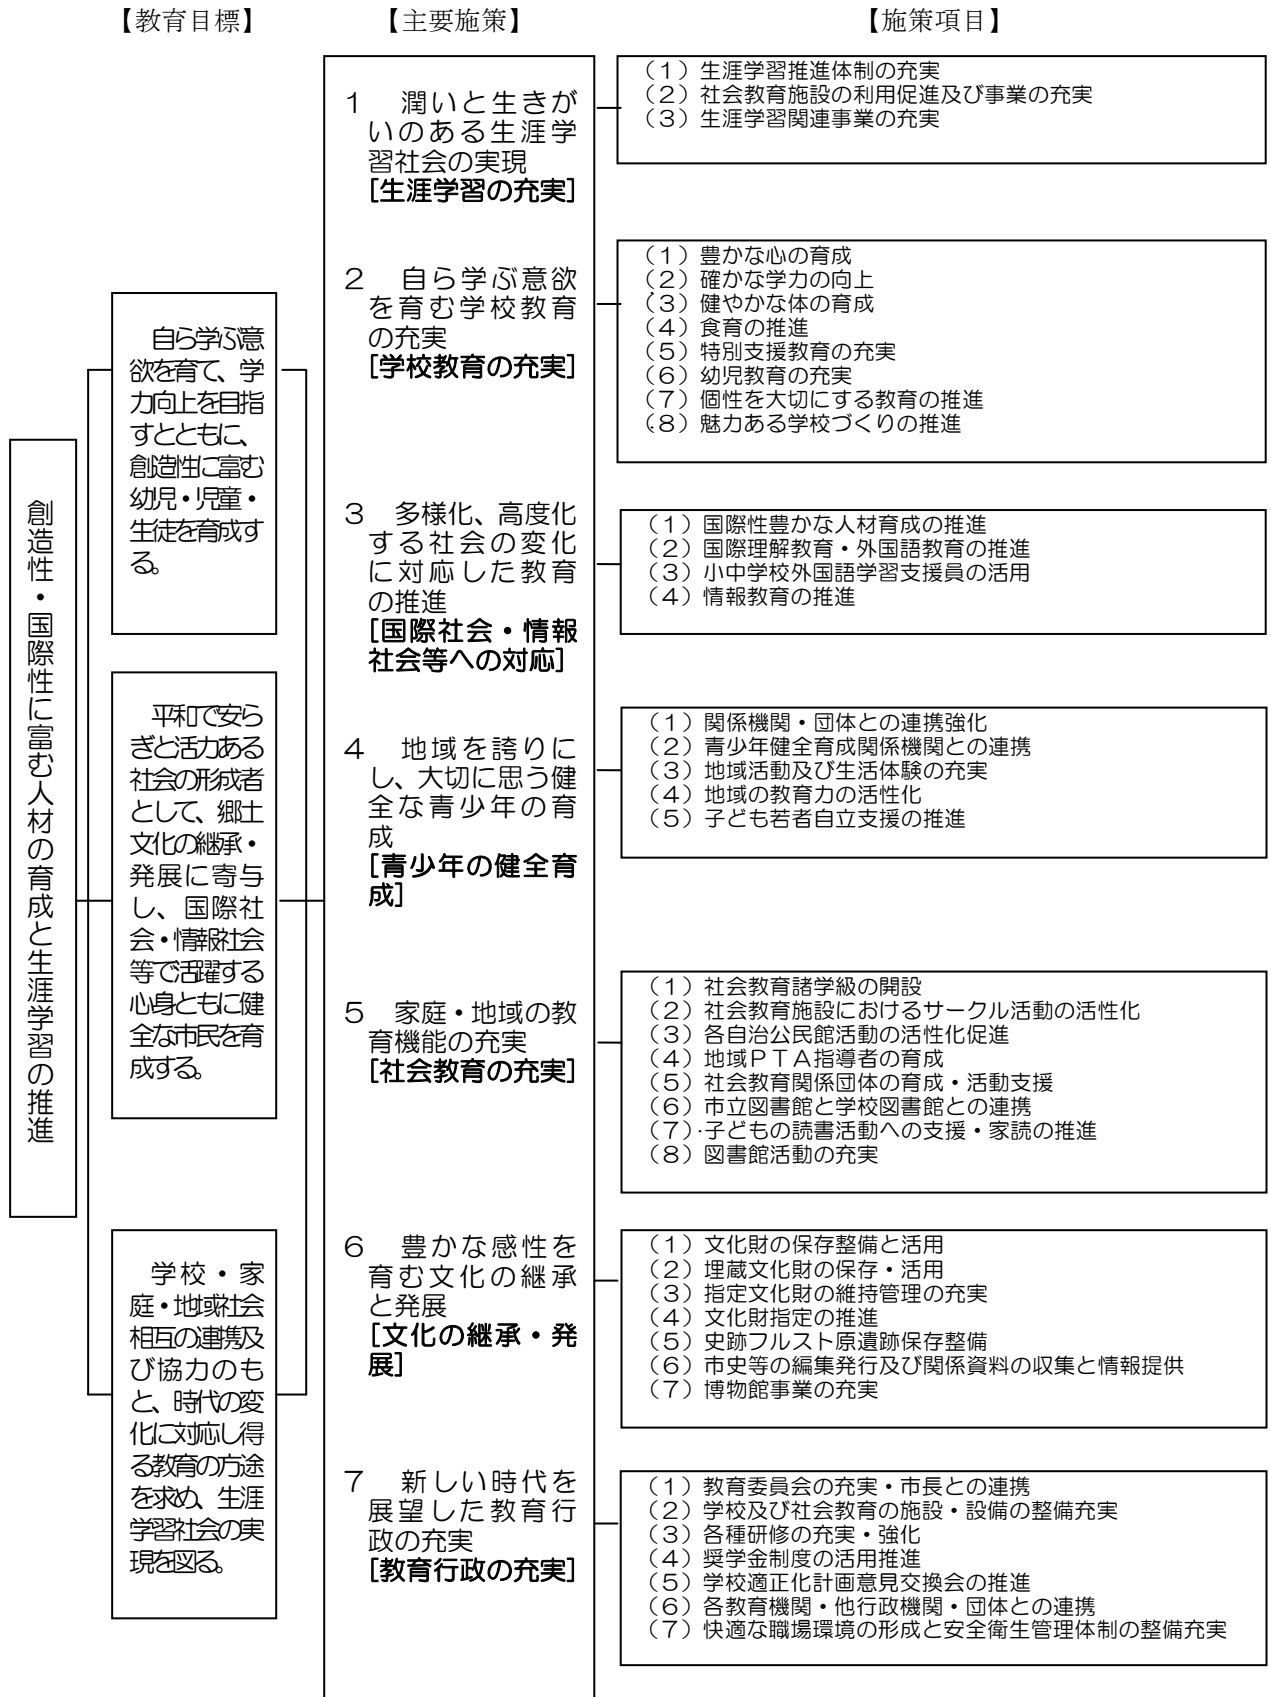 【教育目標】
【主要施策】
【施策項目】
創造性・国際性に富む人材の育成と生涯学習の推進
自ら学ぶ意
欲を育て、学
力向上を目指
すとともに、
創造性に富む
幼児・児童・
生徒を育成す
る。
平和で安ら
ぎと活力ある
社会の形成者
として、郷土
文化の継承・
発展に寄与
し、国際社
会・情報社会
等で活躍する
心身ともに健
全な市民を育
成する。
学校・家
庭・地域社会
相互の連携及
び協力のも
と、時代の変
化に対応し得
る教育の方途
を求め、生涯
学習社会の実
現を図る。
1 潤いと生きが
いのある生涯学
習社会の実現
[生涯学習の充実]
(1)生涯学習推進体制の充実
(2)社会教育施設の利用促進及び事業の充実
(3)生涯学習関連事業の充実
2 自ら学ぶ意欲
を育む学校教育
の充実
[学校教育の充実]
(1)豊かな心の育成
(2)確かな学力の向上
(3)健やかな体の育成
(4)食育の推進
(5)特別支援教育の充実
(6)幼児教育の充実
(7)個性を大切にする教育の推進
(8)魅力ある学校づくりの推進
3 多様化、高度化
する社会の変化
に対応した教育
の推進
[国際社会・情報
社会等への対応]
(1)国際性豊かな人材育成の推進
(2)国際理解教育・外国語教育の推進
(3)小中学校外国語学習支援員の活用
(4)情報教育の推進
4 地域を誇りに
し、大切に思う健
全な青少年の育
成
[青少年の健全育
成]
(1)関係機関・団体との連携強化
(2)青少年健全育成関係機関との連携
(3)地域活動及び生活体験の充実
(4)地域の教育力の活性化
(5)子ども若者自立支援の推進
5 家庭・地域の教
育機能の充実
[社会教育の充実]
(1)社会教育諸学級の開設
(2)社会教育施設におけるサークル活動の活性化
(3)各自治公民館活動の活性化促進
(4)地域PTA指導者の育成
(5)社会教育関係団体の育成・活動支援
(6)市立図書館と学校図書館との連携
(7)・子どもの読書活動への支援・家読の推進
(8)図書館活動の充実
6 豊かな感性を
育む文化の継承
と発展
[文化の継承・発
展]
(1)文化財の保存整備と活用
(2)埋蔵文化財の保存・活用
(3)指定文化財の維持管理の充実
(4)文化財指定の推進
(5)史跡フルスト原遺跡保存整備
(6)市史等の編集発行及び関係資料の収集と情報提供
(7)博物館事業の充実
7 新しい時代を
展望した教育行
政の充実
[教育行政の充実]
(1)教育委員会の充実・市長との連携
(2)学校及び社会教育の施設・設備の整備充実
(3)各種研修の充実・強化
(4)奨学金制度の活用推進
(5)学校適正化計画意見交換会の推進
(6)各教育機関・他行政機関・団体との連携
(7)快適な職場環境の形成と安全衛生管理体制の整備充実